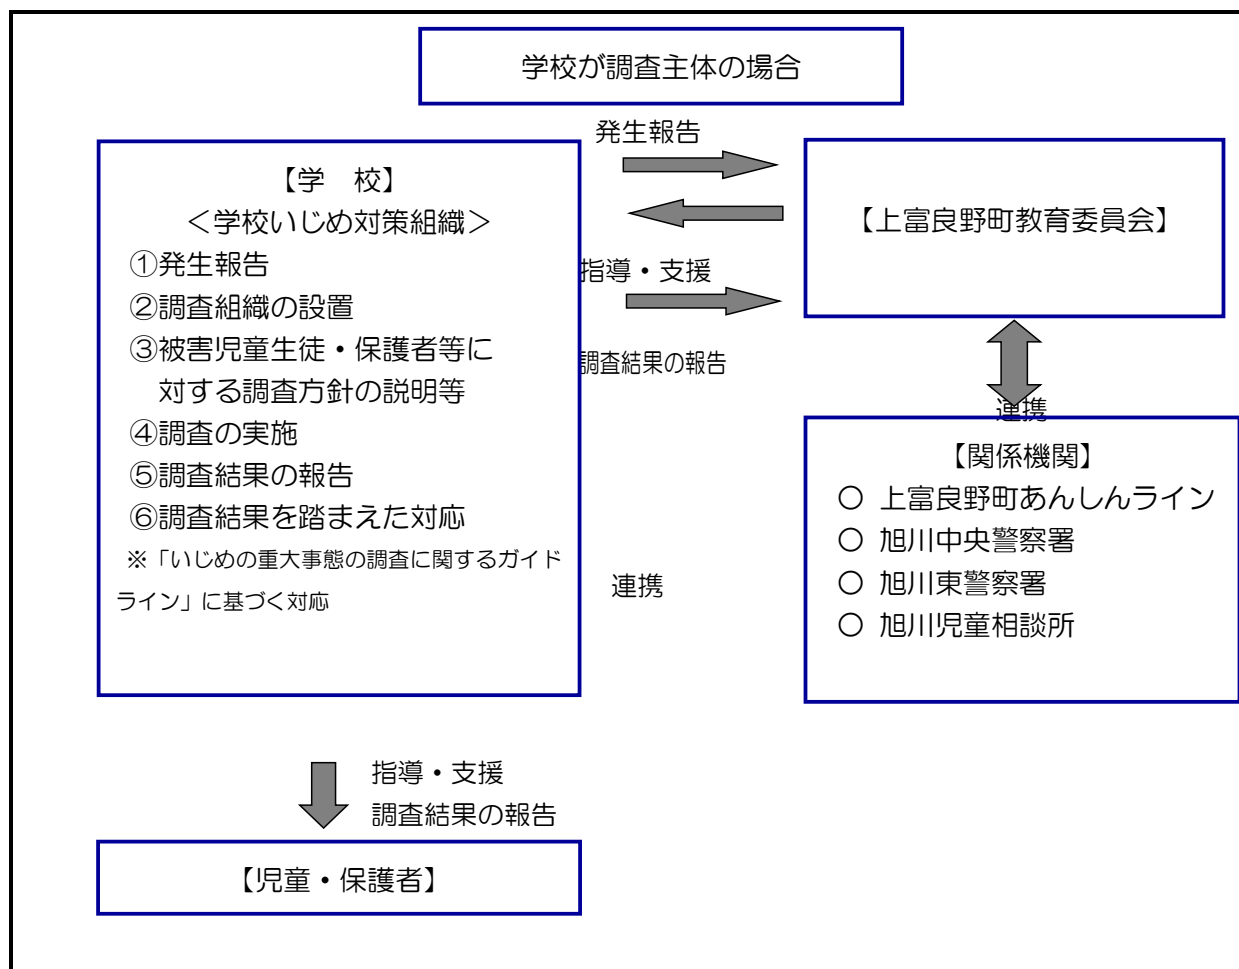 学校が調査主体の場合
発生報告
【学　校】
＜学校いじめ対策組織＞
①発生報告
②調査組織の設置
③被害児童生徒・保護者等に
対する調査方針の説明等
④調査の実施
⑤調査結果の報告
⑥調査結果を踏まえた対応
※「いじめの重大事態の調査に関するガイド
ライン」に基づく対応
指導・支援
調査結果の報告
【上富良野町教育委員会】
連携
【関係機関】
○ 上富良野町あんしんライン
○ 旭川中央警察署
○ 旭川東警察署
○ 旭川児童相談所
連携
指導・支援
調査結果の報告
【児童・保護者】